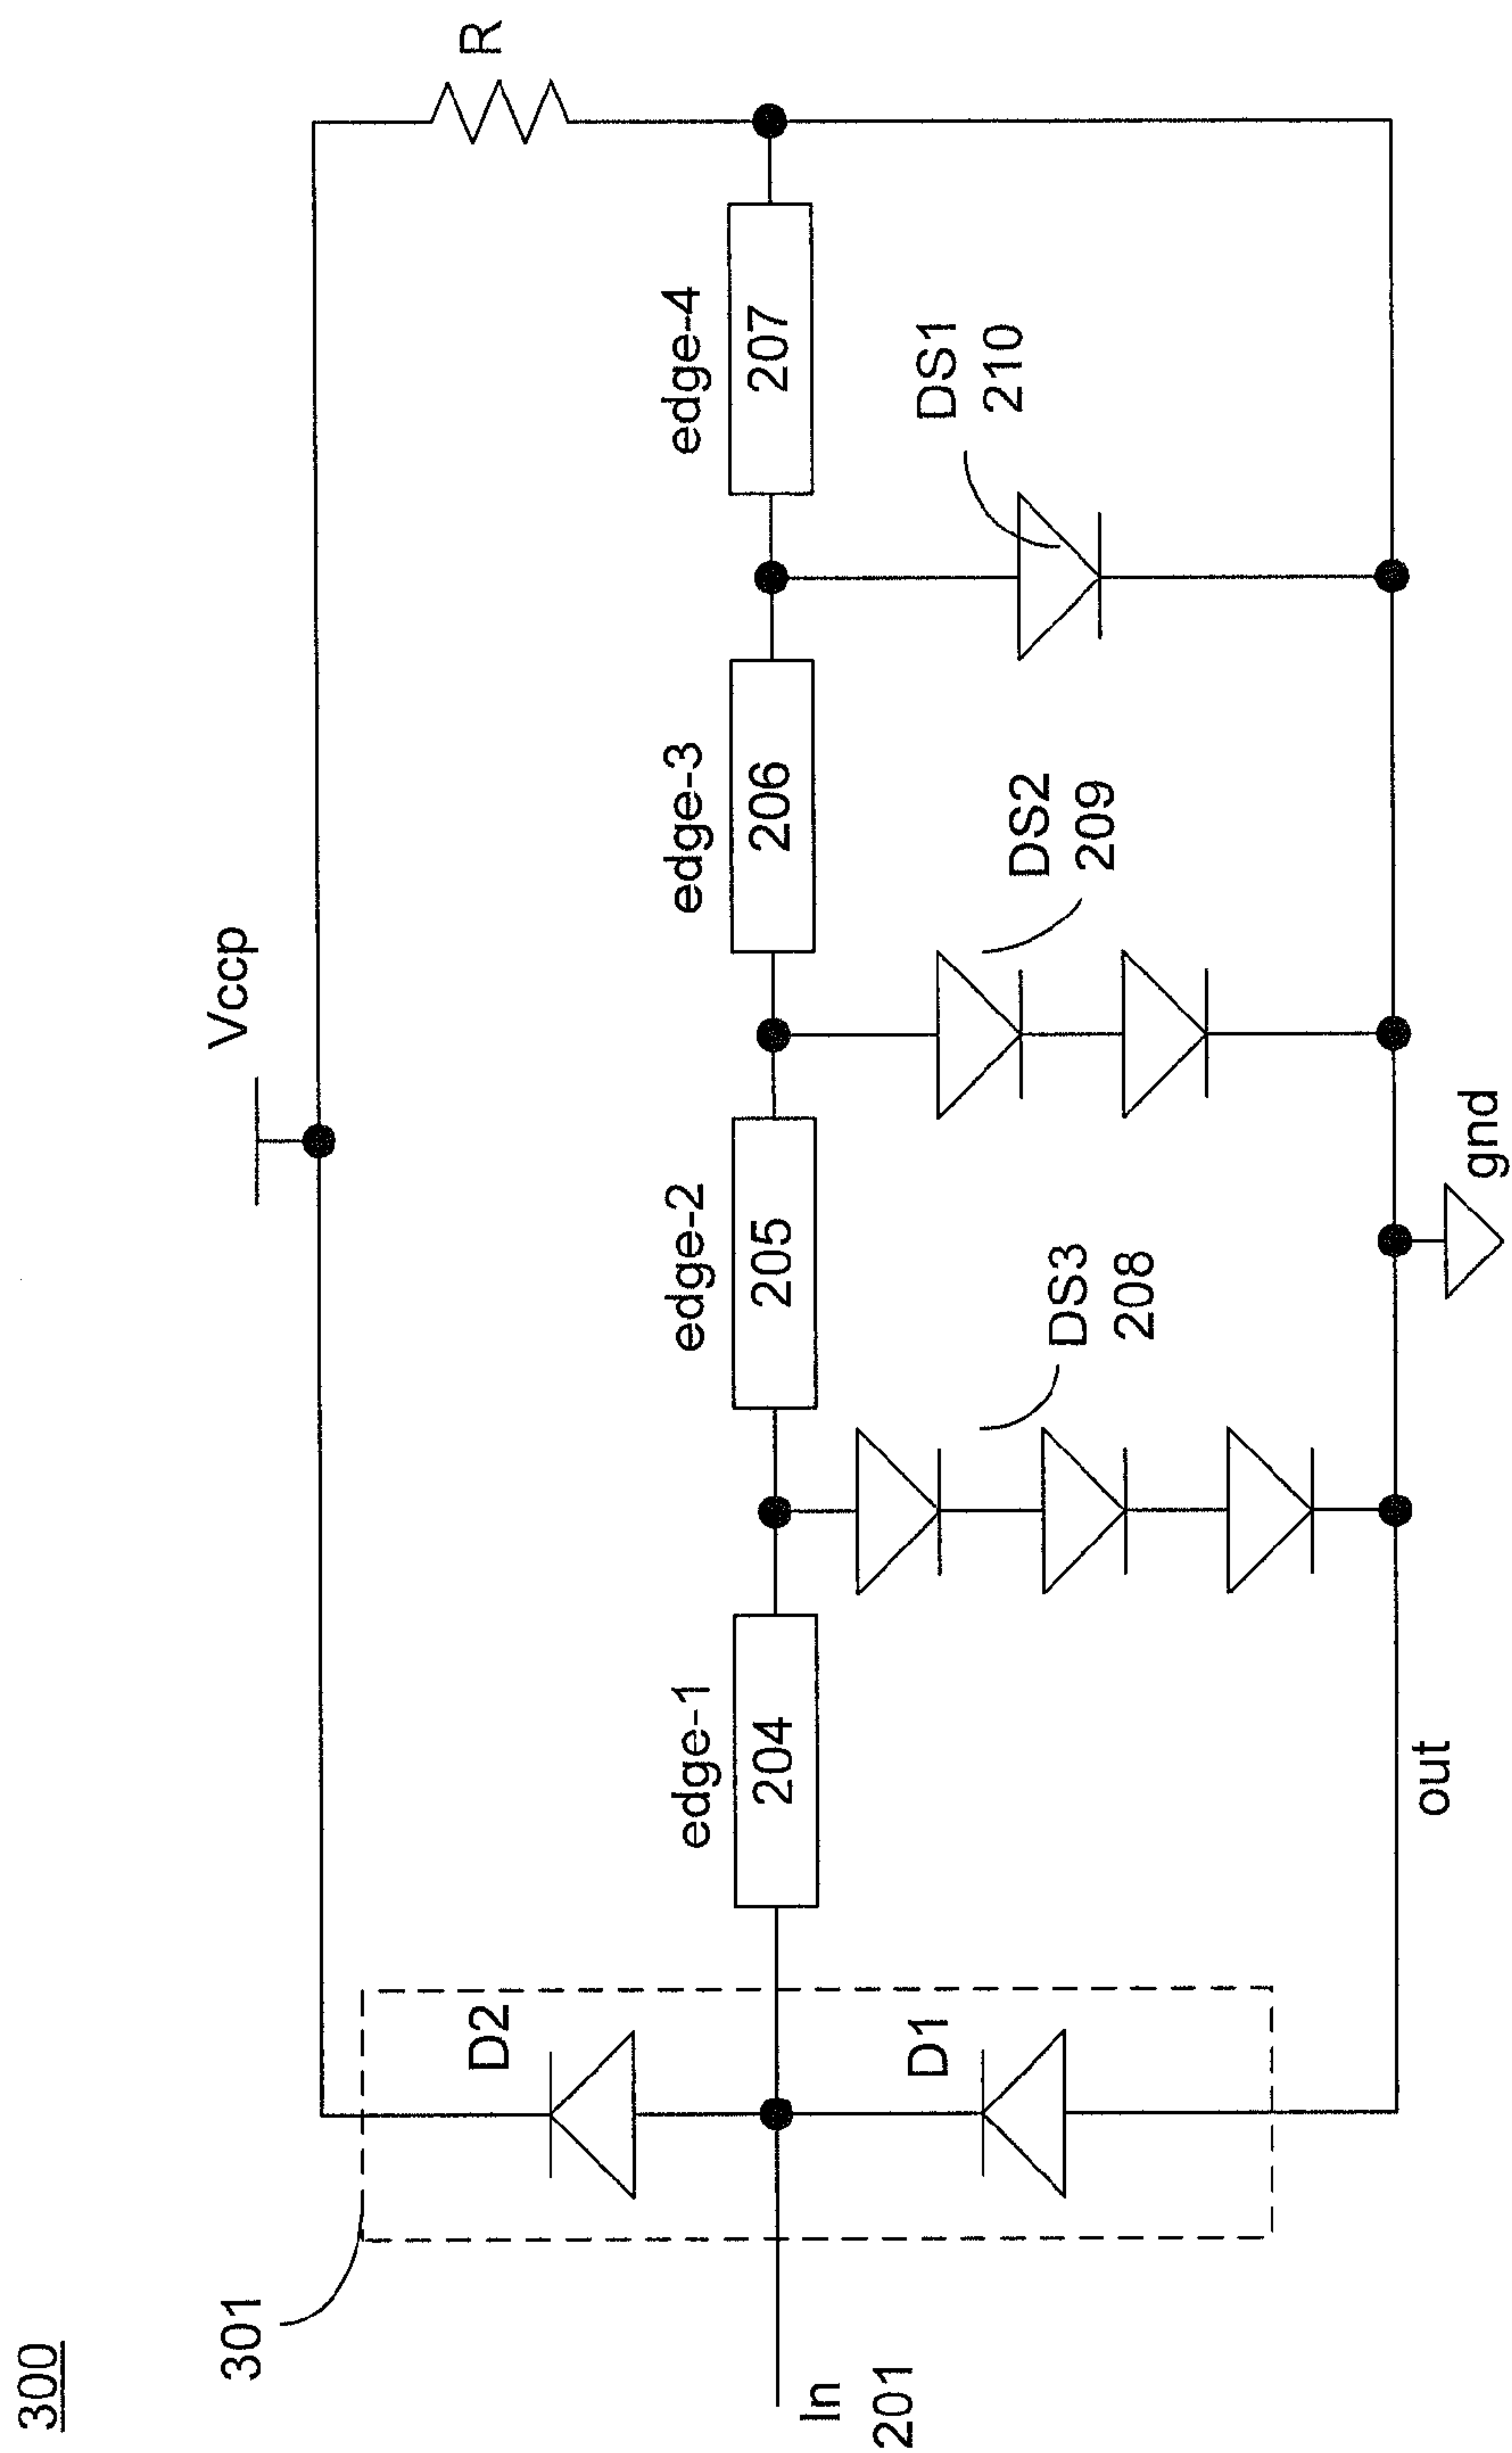 300
301
Vccp
R
D2
D1
In
201
edge-1
204
edge-2
205
edge-3
206
edge-4
207
DS3
208
DS2
209
DS1
210
out
gnd